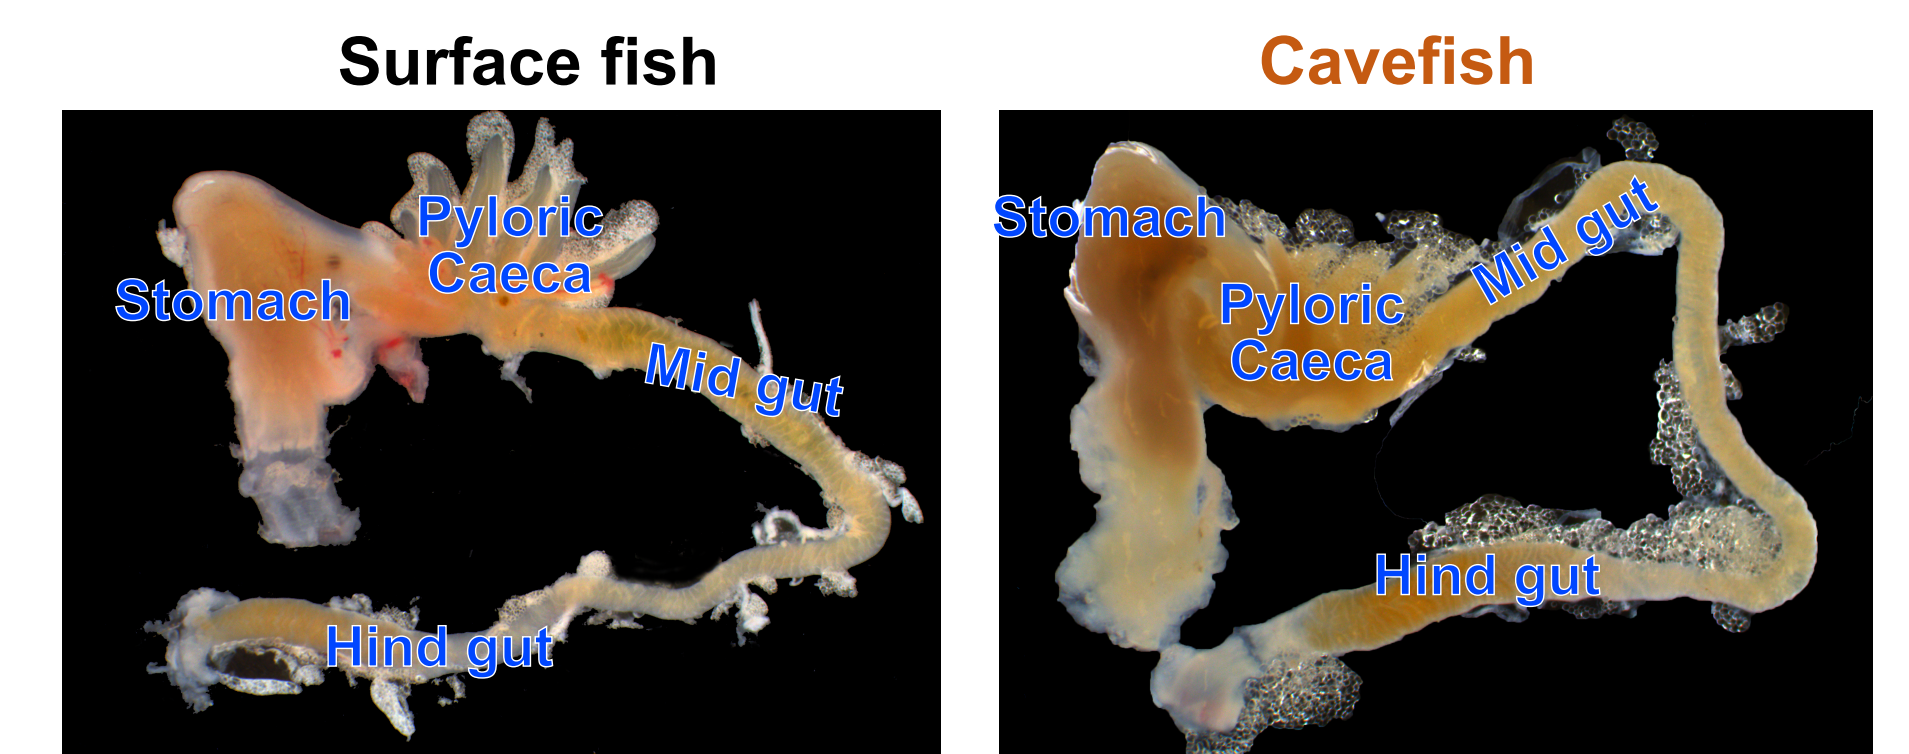 Surface fish
Cavefish
Pyloric
Caeca
Stomach
Mid gut
Hind gut
Stomach
Mid gut
Pyloric
Caeca
Hind gut